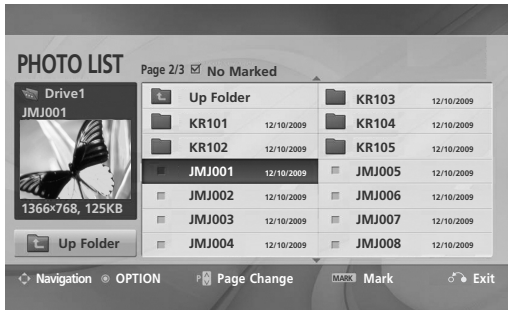 PHOTO LIST
Page 2/3 ☑ No Marked
Drive1
JMJ001
1366×768, 125KB
Up Folder
Up Folder
KR101 12/10/2009
KR102 12/10/2009
JMJ001 12/10/2009
JMJ002 12/10/2009
JMJ003 12/10/2009
JMJ004 12/10/2009
KR103 12/10/2009
KR104 12/10/2009
KR105 12/10/2009
JMJ005 12/10/2009
JMJ006 12/10/2009
JMJ007 12/10/2009
JMJ008 12/10/2009
Navigation OPTION P Page Change MARK Mark Exit